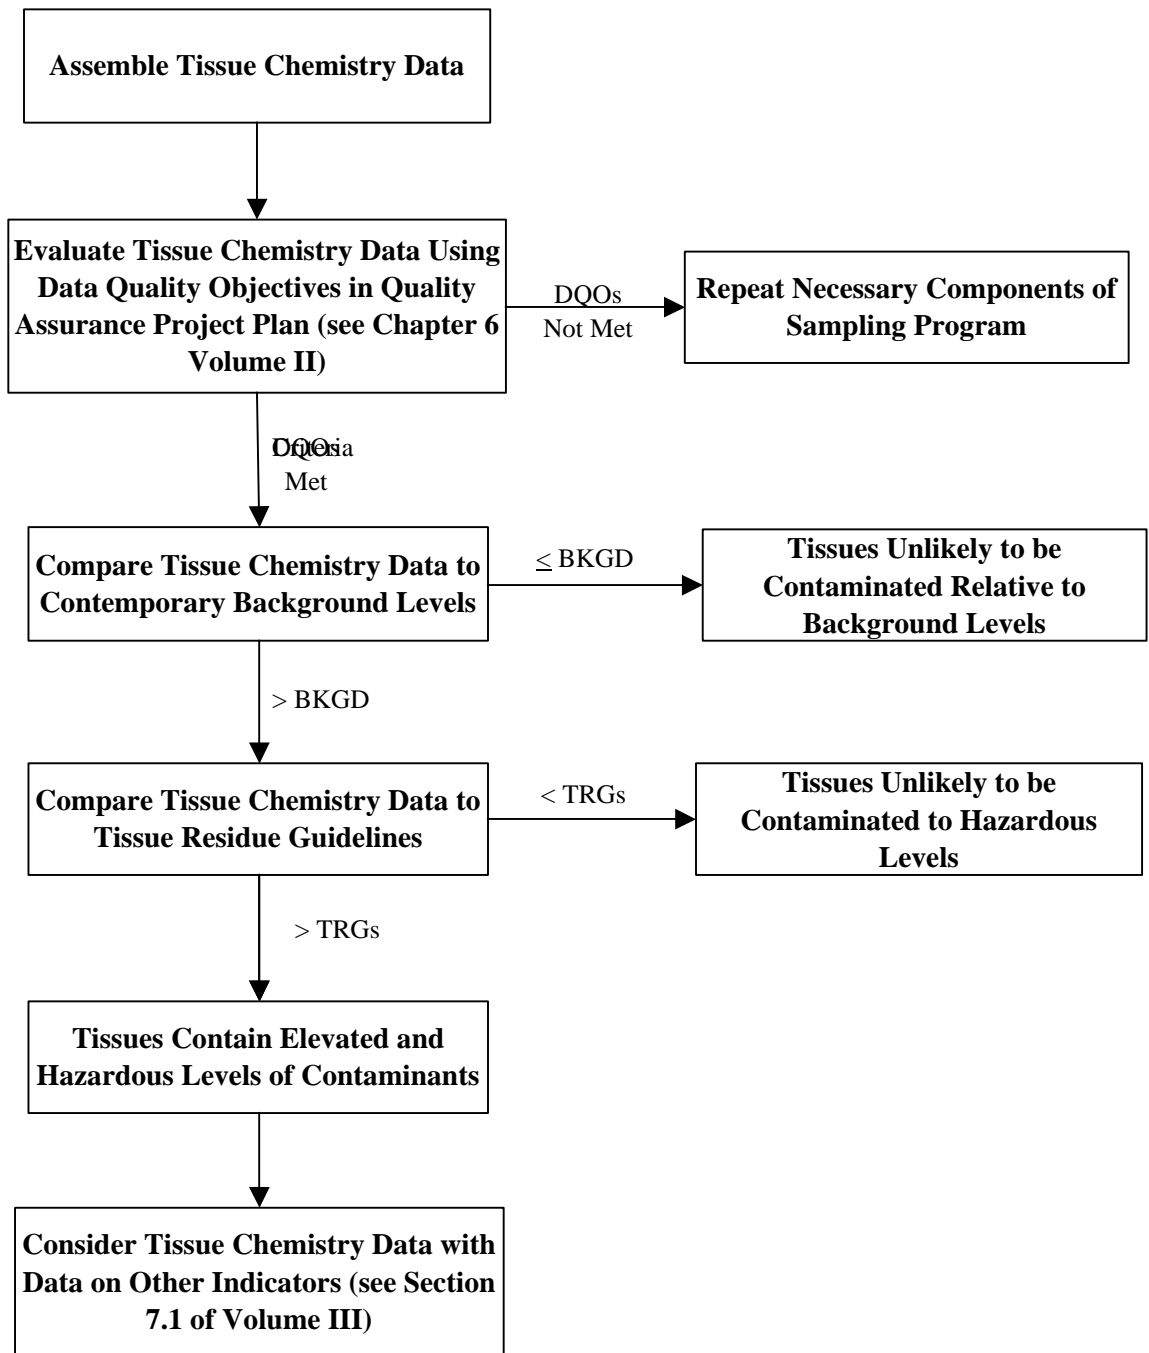 Assemble Tissue Chemistry Data
Evaluate Tissue Chemistry Data Using
Data Quality Objectives in Quality
Assurance Project Plan (see Chapter 6
Volume II)
DQOs
Not Met
Repeat Necessary Components of
Sampling Program
DQOs
Criteria
Met
Compare Tissue Chemistry Data to
Contemporary Background Levels
≤ BKGD
Tissues Unlikely to be
Contaminated Relative to
Background Levels
> BKGD
Compare Tissue Chemistry Data to
Tissue Residue Guidelines
< TRGs
Tissues Unlikely to be
Contaminated to Hazardous
Levels
> TRGs
Tissues Contain Elevated and
Hazardous Levels of Contaminants
Consider Tissue Chemistry Data with
Data on Other Indicators (see Section
7.1 of Volume III)